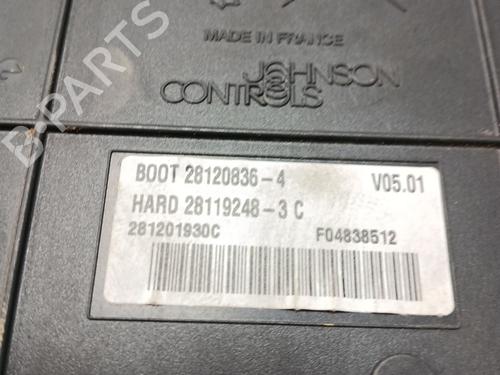 MADE IN FRANCE
JOHNSON
CONTROLS
BOOT 28120836-4 V05.01
HARD 28119248-3 C
281201930C F04838512
B-Parts